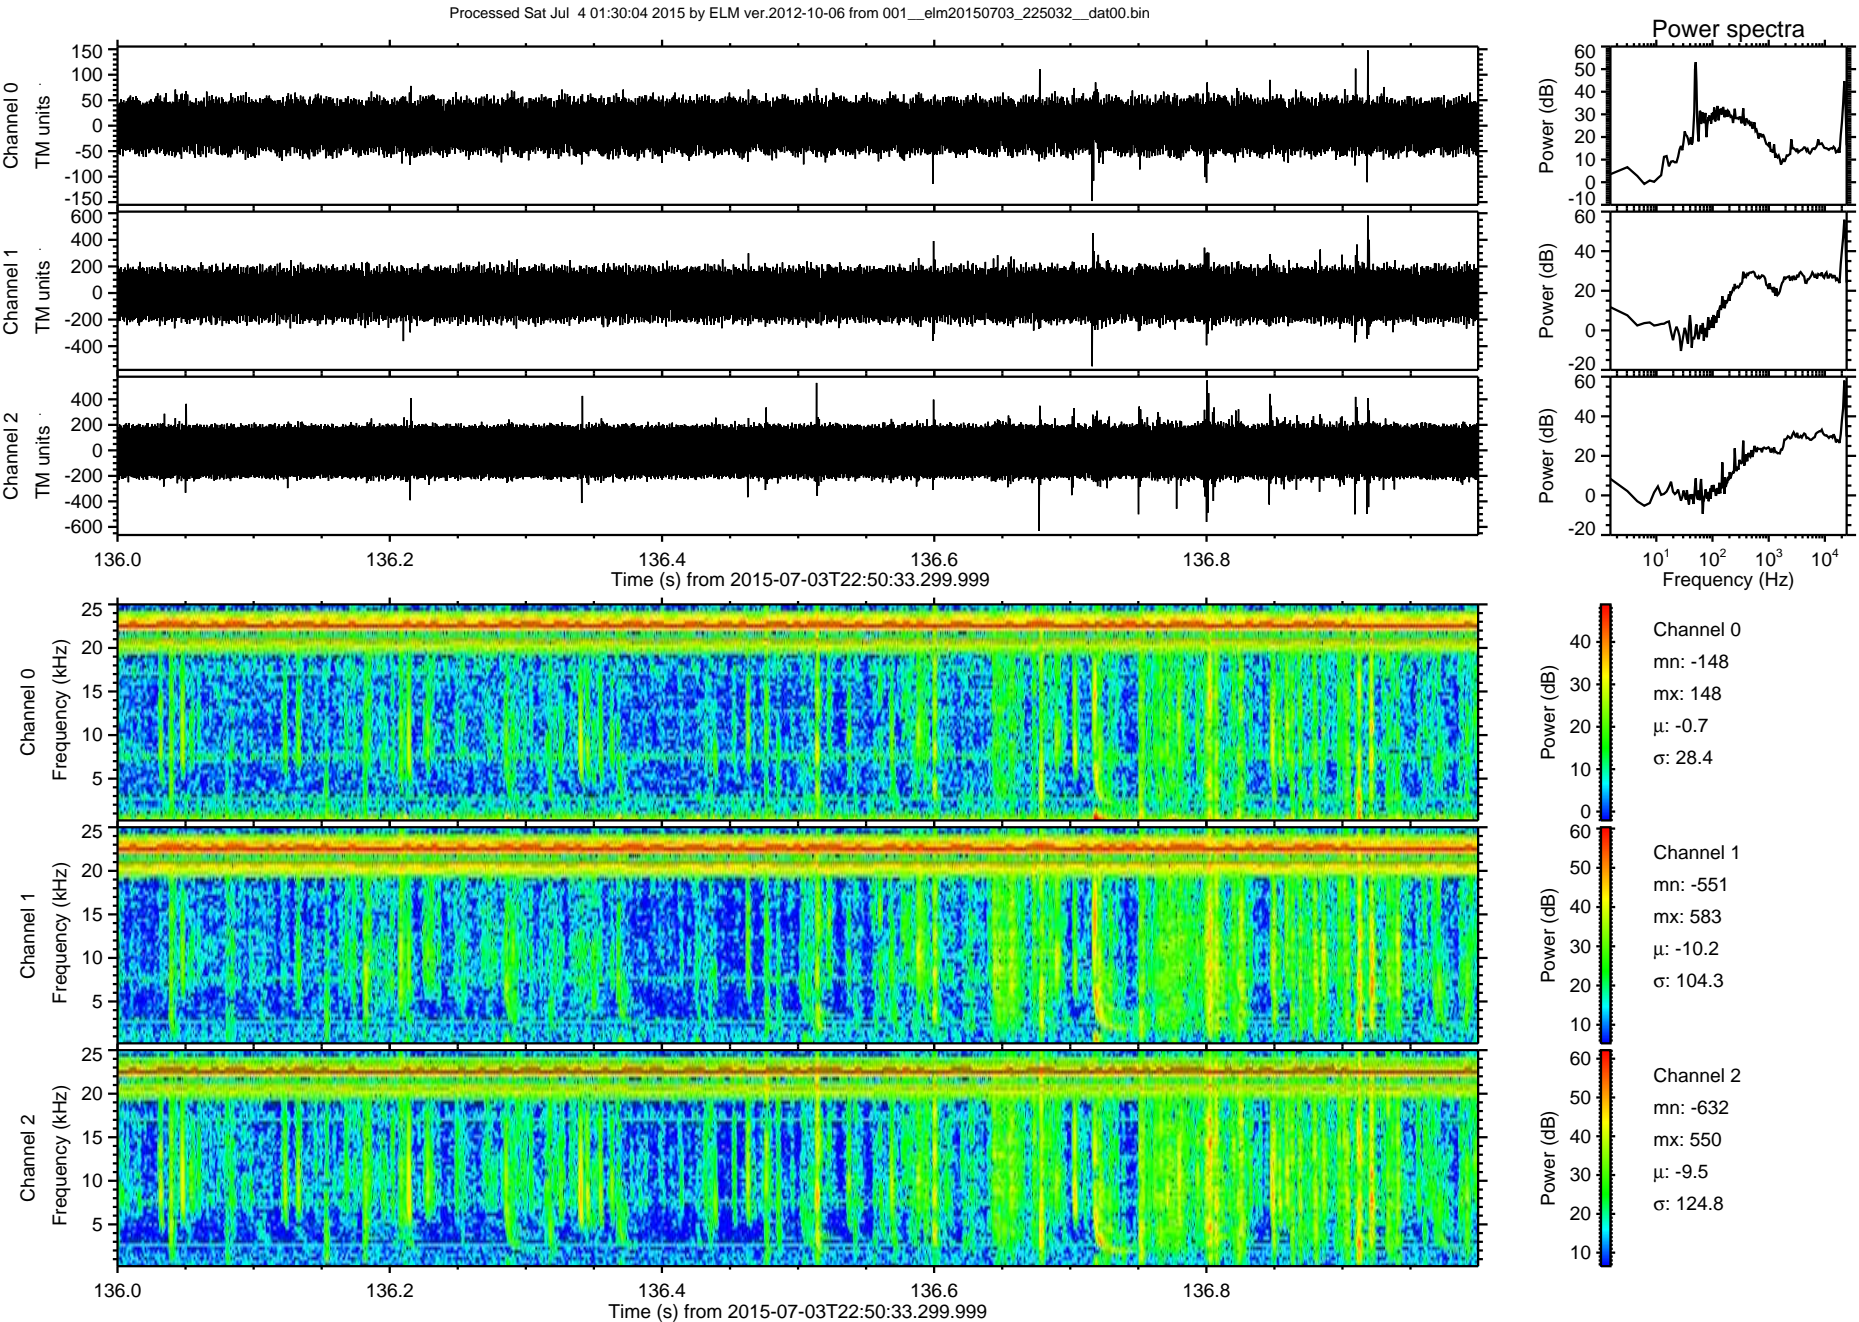 Processed Sat Jul  4 01:30:04 2015 by ELM ver.2012-10-06 from 001__elm20150703_225032__dat00.bin
Power spectra
Channel 0
TM units
150
100
50
0
-50
-100
-150
Power (dB)
60
50
40
30
20
10
0
-10
Channel 1
TM units
600
400
200
0
-200
-400
Power (dB)
60
40
20
0
-20
Channel 2
TM units
400
200
0
-200
-400
-600
Power (dB)
60
40
20
0
-20
136.0 136.2 136.4 136.6 136.8
Time (s) from 2015-07-03T22:50:33.299.999
10^1 10^2 10^3 10^4
Frequency (Hz)
Channel 0
Frequency (kHz)
25
20
15
10
5
Power (dB)
40
30
20
10
0
Channel 0
mn: -148
mx: 148
μ: -0.7
σ: 28.4
Channel 1
Frequency (kHz)
25
20
15
10
5
Power (dB)
60
50
40
30
20
10
Channel 1
mn: -551
mx: 583
μ: -10.2
σ: 104.3
Channel 2
Frequency (kHz)
25
20
15
10
5
Power (dB)
60
50
40
30
20
10
Channel 2
mn: -632
mx: 550
μ: -9.5
σ: 124.8
136.0 136.2 136.4 136.6 136.8
Time (s) from 2015-07-03T22:50:33.299.999